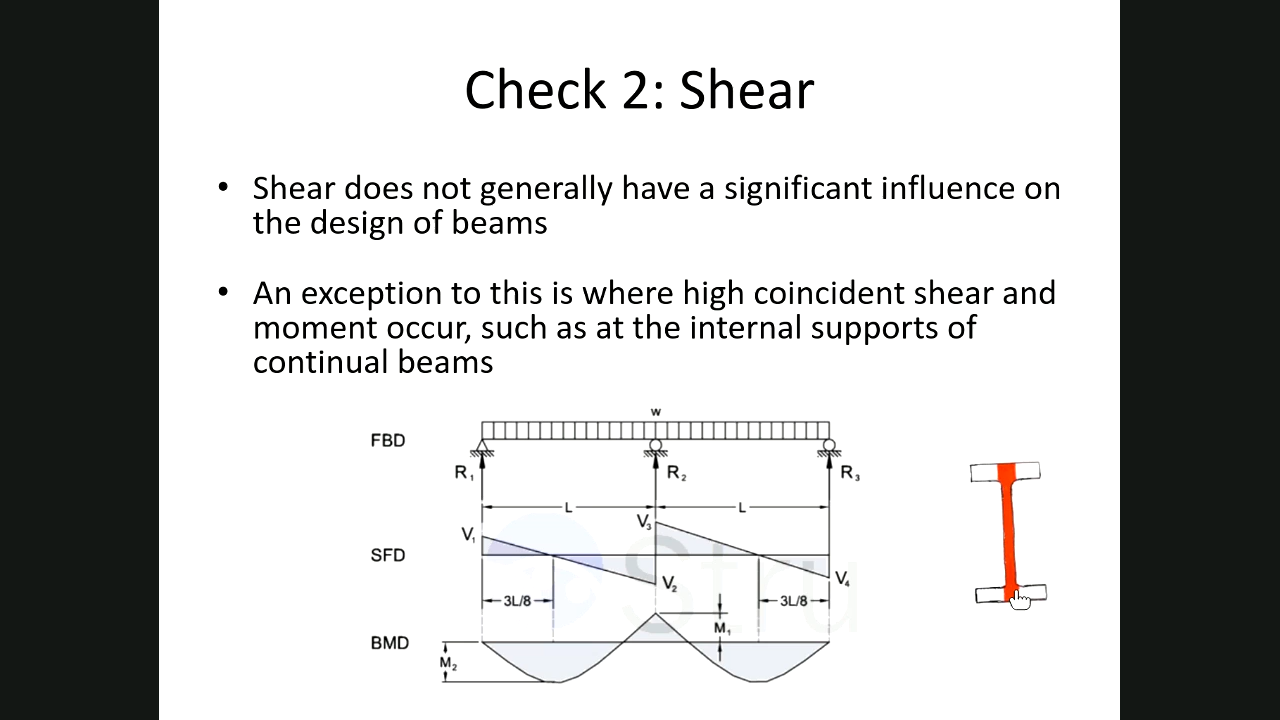 Check 2: Shear
• Shear does not generally have a significant influence on
the design of beams
• An exception to this is where high coincident shear and
moment occur, such as at the internal supports of
continual beams
w
FBD
R1 R2 R3
L L
V1 V3
SFD
V2 V4
3L/8 3L/8
M1
BMD
M2
Stru